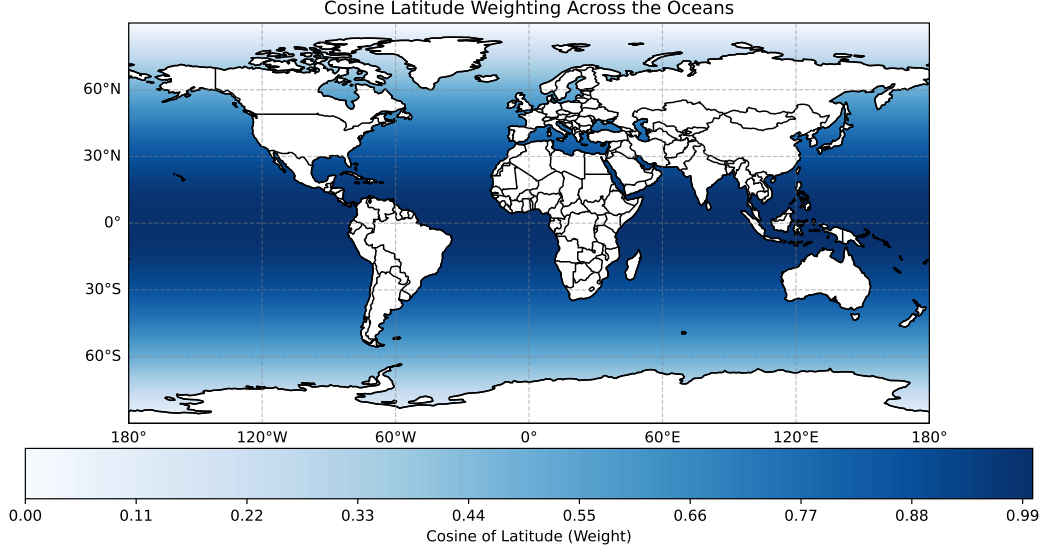 Cosine Latitude Weighting Across the Oceans
60°N
30°N
0°
30°S
60°S
180° 120°W 60°W 0° 60°E 120°E 180°
0.00 0.11 0.22 0.33 0.44 0.55 0.66 0.77 0.88 0.99
Cosine of Latitude (Weight)